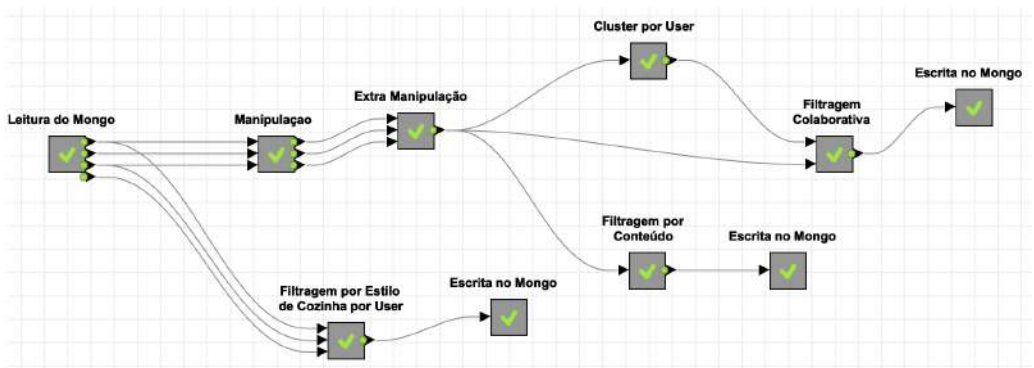 Cluster por User
Escrita no Mongo
Extra Manipulação
Filtragem
Colaborativa
Leitura do Mongo
Manipulaçao
Filtragem por
Conteúdo
Escrita no Mongo
Escrita no Mongo
Filtragem por Estilo
de Cozinha por User